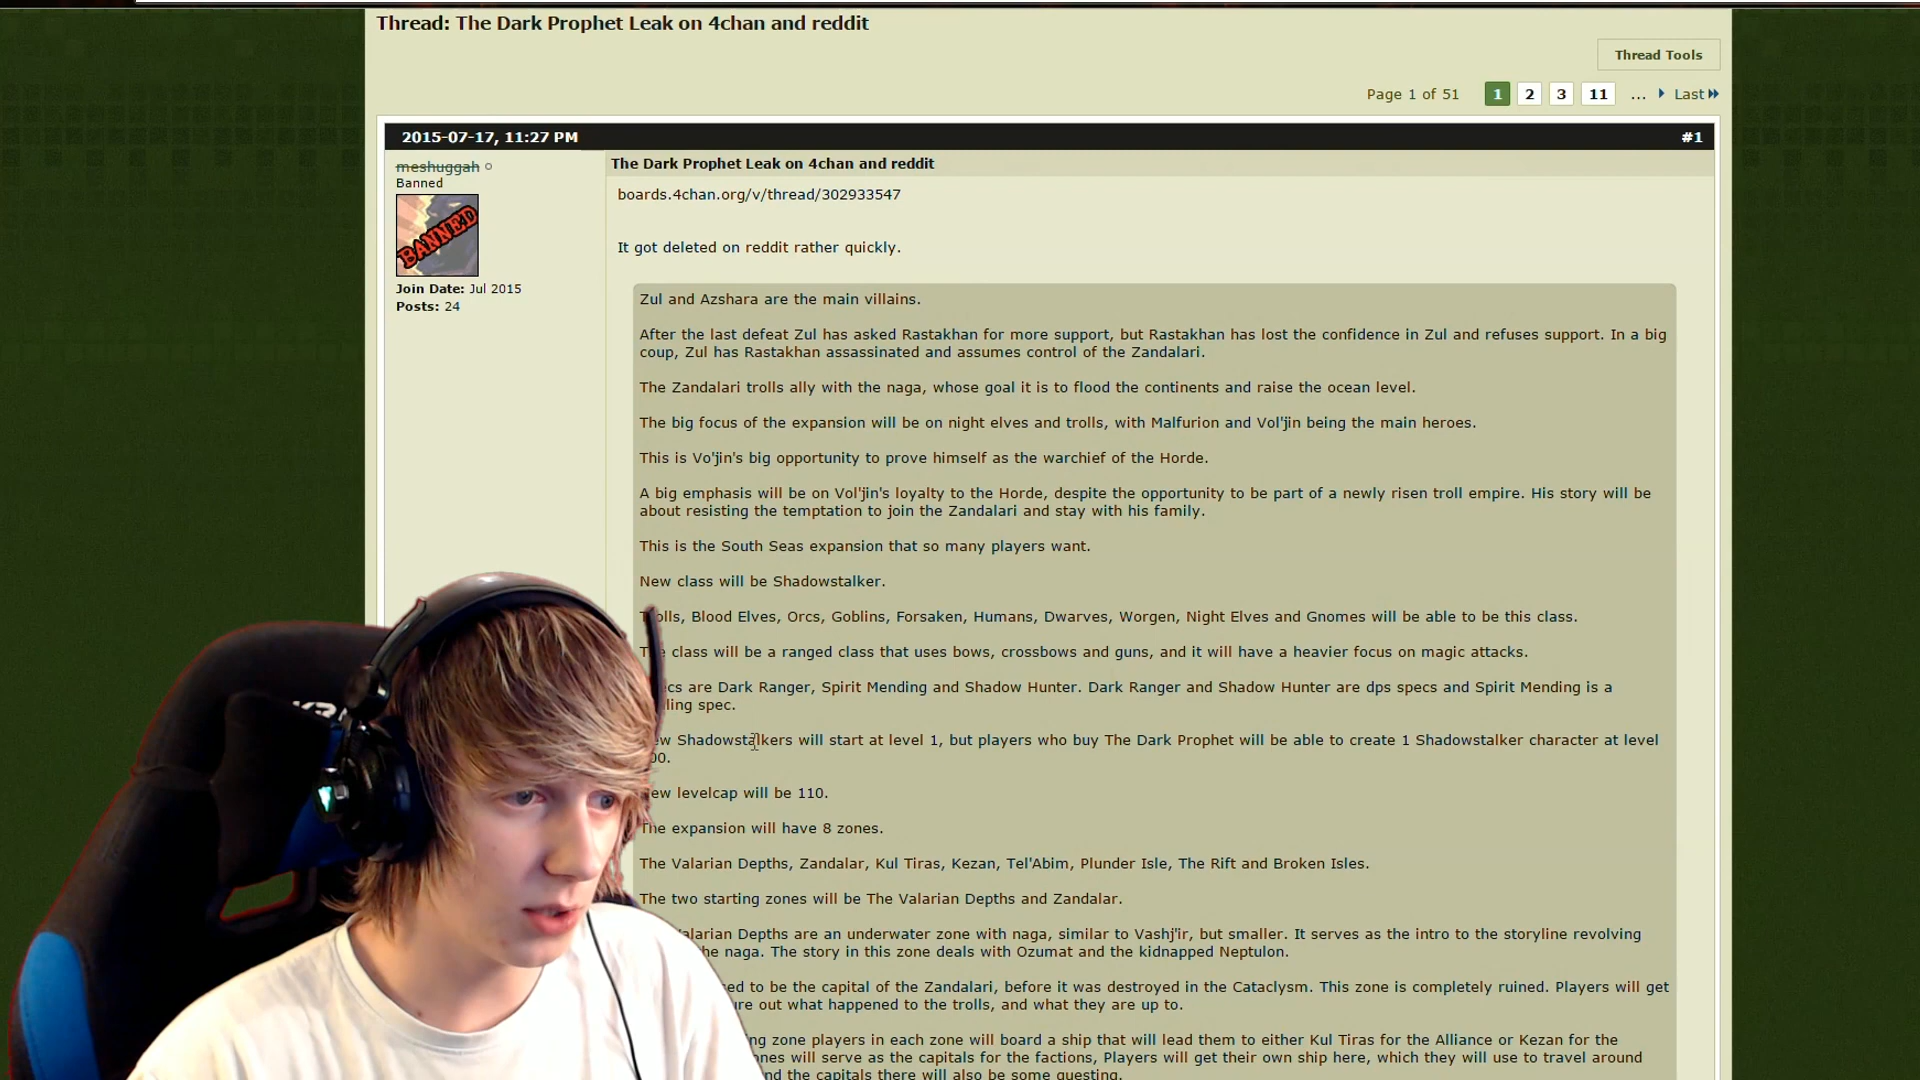 Thread: The Dark Prophet Leak on 4chan and reddit
Thread Tools
Page 1 of 51 1 2 3 11 ... Last
2015-07-17, 11:27 PM #1
meshuggah
Banned
BANNED
Join Date: Jul 2015
Posts: 24
The Dark Prophet Leak on 4chan and reddit
boards.4chan.org/v/thread/302933547
It got deleted on reddit rather quickly.
Zul and Azshara are the main villains.
After the last defeat Zul has asked Rastakhan for more support, but Rastakhan has lost the confidence in Zul and refuses support. In a big
coup, Zul has Rastakhan assassinated and assumes control of the Zandalari.
The Zandalari trolls ally with the naga, whose goal it is to flood the continents and raise the ocean level.
The big focus of the expansion will be on night elves and trolls, with Malfurion and Vol'jin being the main heroes.
This is Vo'jin's big opportunity to prove himself as the warchief of the Horde.
A big emphasis will be on Vol'jin's loyalty to the Horde, despite the opportunity to be part of a newly risen troll empire. His story will be
about resisting the temptation to join the Zandalari and stay with his family.
This is the South Seas expansion that so many players want.
New class will be Shadowstalker.
Trolls, Blood Elves, Orcs, Goblins, Forsaken, Humans, Dwarves, Worgen, Night Elves and Gnomes will be able to be this class.
The class will be a ranged class that uses bows, crossbows and guns, and it will have a heavier focus on magic attacks.
are Dark Ranger, Spirit Mending and Shadow Hunter. Dark Ranger and Shadow Hunter are dps specs and Spirit Mending is a
spec.
Shadowstalkers will start at level 1, but players who buy The Dark Prophet will be able to create 1 Shadowstalker character at level
levelcap will be 110.
The expansion will have 8 zones.
The Valarian Depths, Zandalar, Kul Tiras, Kezan, Tel'Abim, Plunder Isle, The Rift and Broken Isles.
The two starting zones will be The Valarian Depths and Zandalar.
Valarian Depths are an underwater zone with naga, similar to Vashj'ir, but smaller. It serves as the intro to the storyline revolving
the naga. The story in this zone deals with Ozumat and the kidnapped Neptulon.
to be the capital of the Zandalari, before it was destroyed in the Cataclysm. This zone is completely ruined. Players will get
out what happened to the trolls, and what they are up to.
zone players in each zone will board a ship that will lead them to either Kul Tiras for the Alliance or Kezan for the
will serve as the capitals for the factions, Players will get their own ship here, which they will use to travel around
the capitals there will also be some questing.